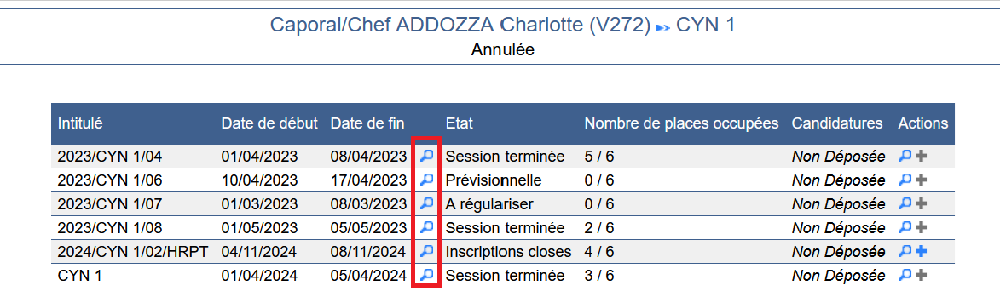 Caporal/Chef ADDOZZA Charlotte (V272) CYN 1
Annulée
Intitulé Date de début Date de fin Etat Nombre de places occupées Candidatures Actions
2023/CYN 1/04 01/04/2023 08/04/2023 Session terminée 5 / 6 Non Déposée
2023/CYN 1/06 10/04/2023 17/04/2023 Prévisionnelle 0 / 6 Non Déposée
2023/CYN 1/07 01/03/2023 08/03/2023 A régulariser 0 / 6 Non Déposée
2023/CYN 1/08 01/05/2023 05/05/2023 Session terminée 2 / 6 Non Déposée
2024/CYN 1/02/HRPT 04/11/2024 08/11/2024 Inscriptions closes 4 / 6 Non Déposée
CYN 1 01/04/2024 05/04/2024 Session terminée 3 / 6 Non Déposée